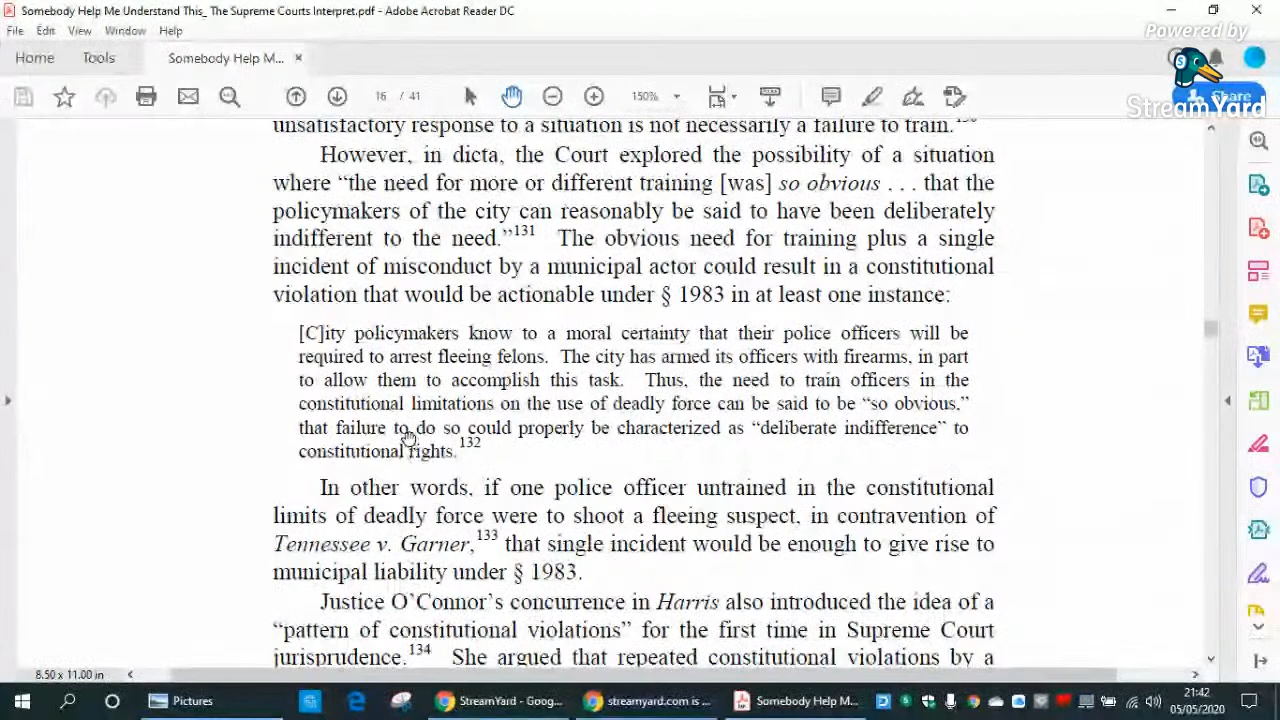 Somebody Help Me Understand This_ The Supreme Courts Interpret.pdf - Adobe Acrobat Reader DC
File Edit View Window Help
Powered by
Home Tools Somebody Help M... ×
StreamYard
16 / 41 150% Share
unsatisfactory response to a situation is not necessarily a failure to train.
However, in dicta, the Court explored the possibility of a situation
where “the need for more or different training [was] so obvious . . . that the
policymakers of the city can reasonably be said to have been deliberately
indifferent to the need.”131 The obvious need for training plus a single
incident of misconduct by a municipal actor could result in a constitutional
violation that would be actionable under § 1983 in at least one instance:
[C]ity policymakers know to a moral certainty that their police officers will be
required to arrest fleeing felons. The city has armed its officers with firearms, in part
to allow them to accomplish this task. Thus, the need to train officers in the
constitutional limitations on the use of deadly force can be said to be “so obvious,”
that failure to do so could properly be characterized as “deliberate indifference” to
constitutional rights.132
In other words, if one police officer untrained in the constitutional
limits of deadly force were to shoot a fleeing suspect, in contravention of
Tennessee v. Garner,133 that single incident would be enough to give rise to
municipal liability under § 1983.
Justice O’Connor’s concurrence in Harris also introduced the idea of a
“pattern of constitutional violations” for the first time in Supreme Court
jurisprudence.134 She argued that repeated constitutional violations by a
8.50 x 11.00 in
Pictures StreamYard - Goog... streamyard.com is ... Somebody Help M...
21:42
05/05/2020